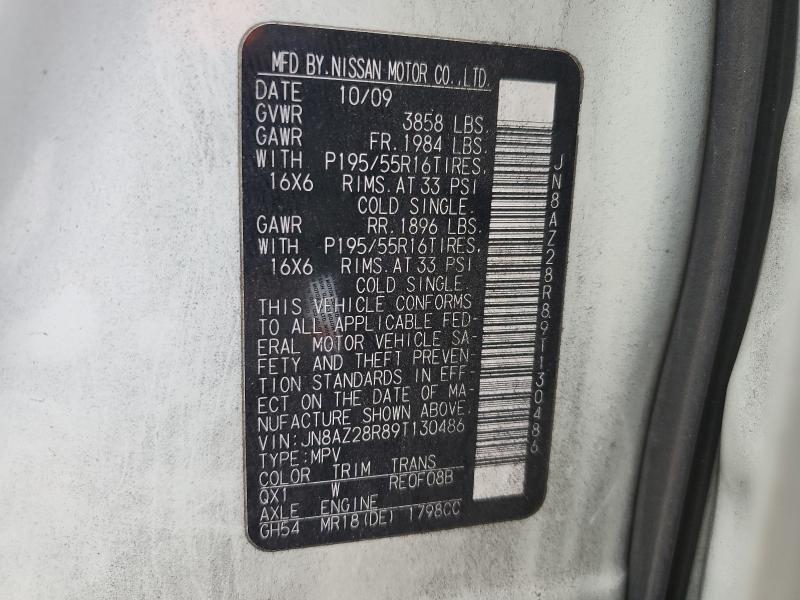 MFD BY.NISSAN MOTOR CO.,LTD.
DATE 10/09
GVWR 3858 LBS.
GAWR FR. 1984 LBS.
WITH P195/55R16TIRES,
16X6 RIMS. AT 33 PSI
COLD SINGLE.
GAWR RR. 1896 LBS.
WITH P195/55R16TIRES,
16X6 RIMS. AT 33 PSI
COLD SINGLE.
THIS VEHICLE CONFORMS
TO ALL APPLICABLE FED-
ERAL MOTOR VEHICLE SA-
FETY AND THEFT PREVEN-
TION STANDARDS IN EFF-
ECT ON THE DATE OF MA-
NUFACTURE SHOWN ABOVE.
VIN:JN8AZ28R89T130486
TYPE:MPV
COLOR TRIM TRANS
QX1 W RE0F08B
AXLE ENGINE
GH54 MR18(DE) 1798CC
JN8AZ28R89T130486